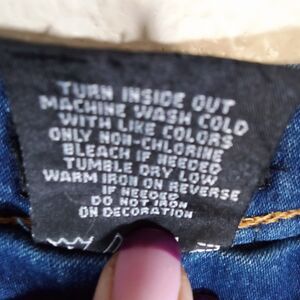 TURN INSIDE OUT
MACHINE WASH COLD
WITH LIKE COLORS
ONLY NON-CHLORINE
BLEACH IF NEEDED
TUMBLE DRY LOW
WARM IRON ON REVERSE
IF NEEDED
DO NOT IRON
ON DECORATION